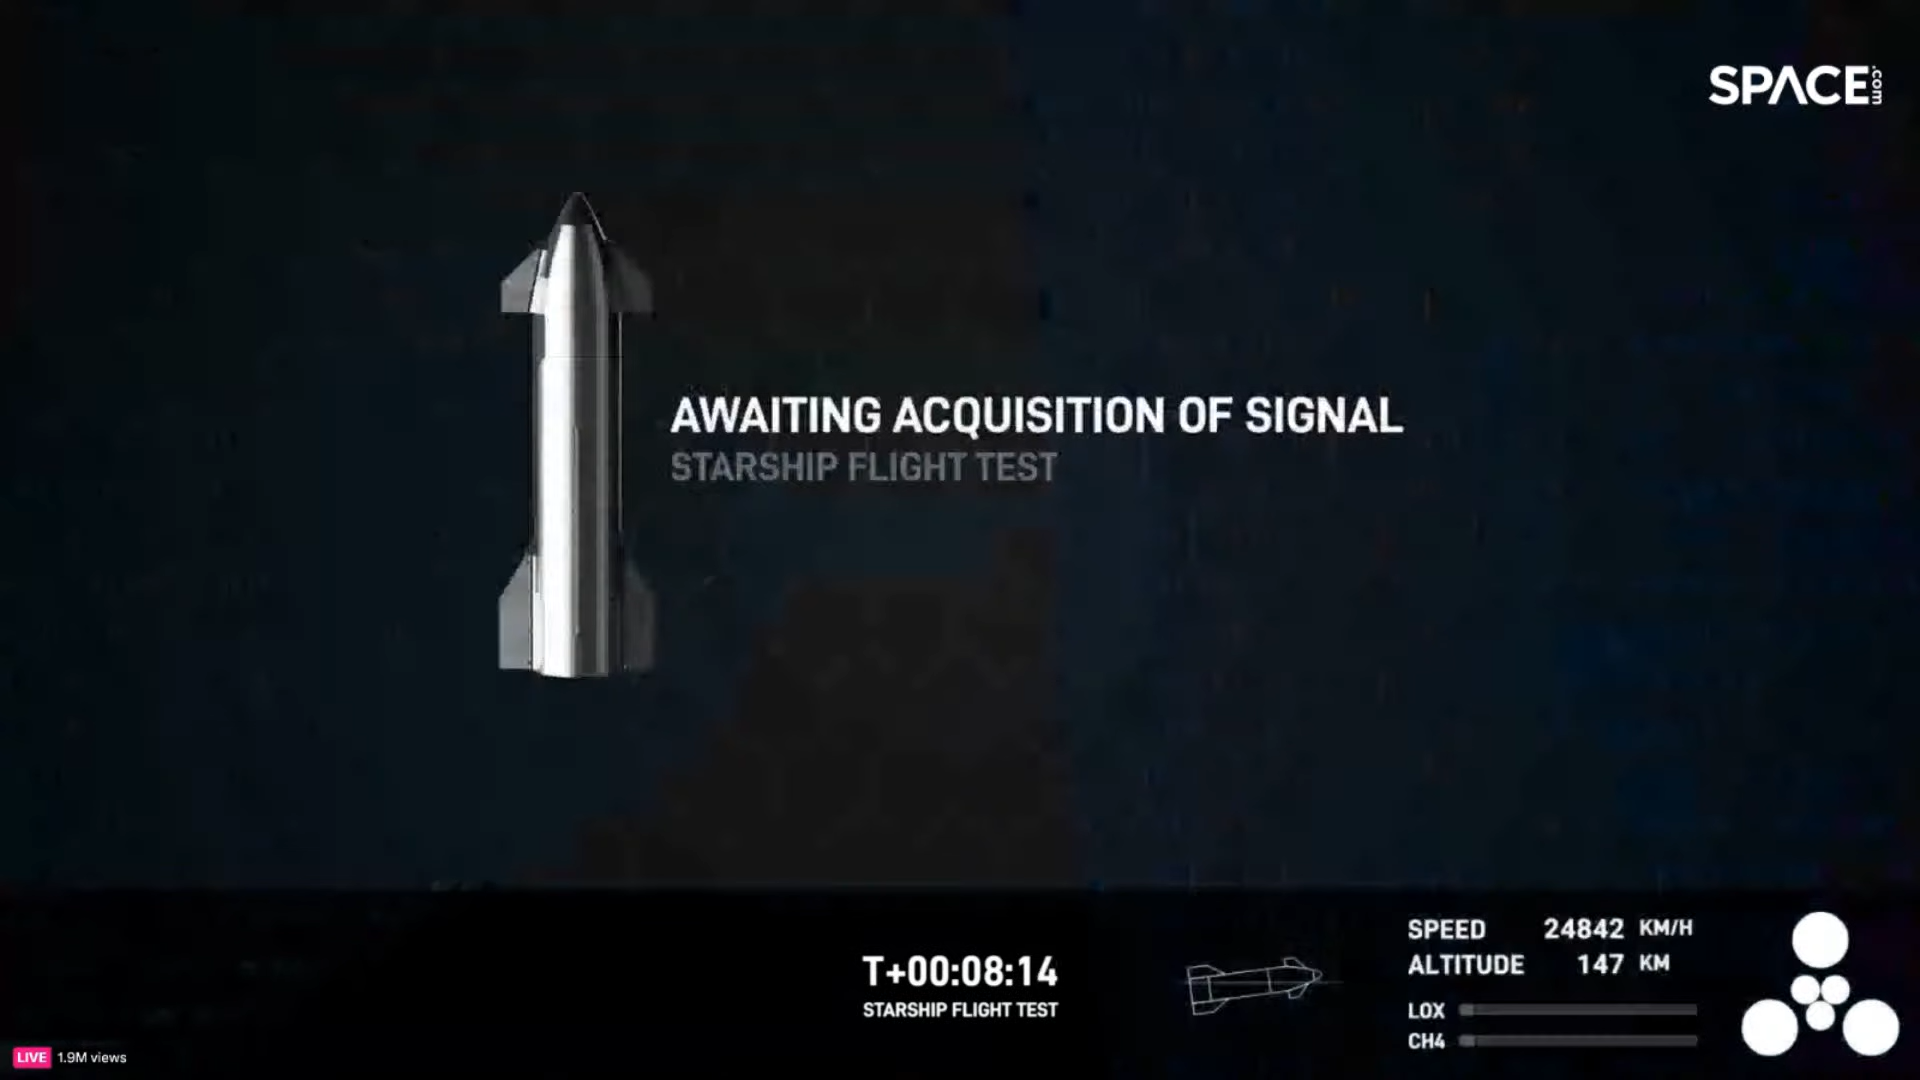 SPACE.com
AWAITING ACQUISITION OF SIGNAL
STARSHIP FLIGHT TEST
T+00:08:14
STARSHIP FLIGHT TEST
SPEED 24842 KM/H
ALTITUDE 147 KM
LOX
CH4
LIVE 1.9M views